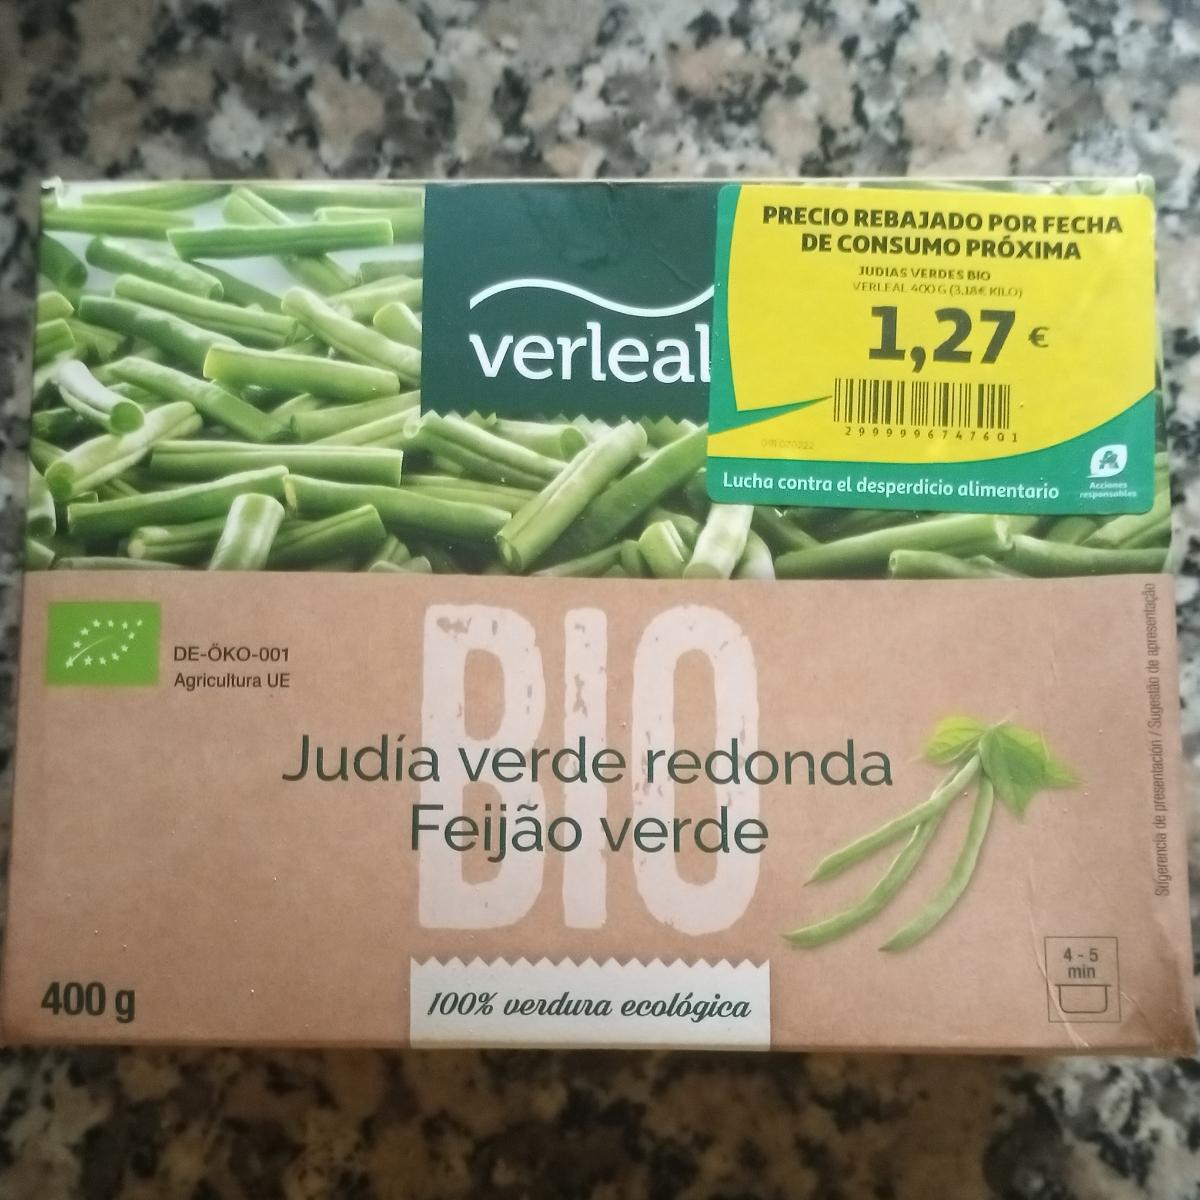 verleal
PRECIO REBAJADO POR FECHA
DE CONSUMO PRÓXIMA
JUDIAS VERDES BIO
VERLEAL 400 G (3,18€ KILO)
1,27 €
2999996747601
Lucha contra el desperdicio alimentario
Acciones
responsables
DE-ÖKO-001
Agricultura UE
BIO
Judía verde redonda
Feijão verde
Sugerencia de presentación / Sugestão de apresentação
4 - 5
min
400 g
100% verdura ecológica